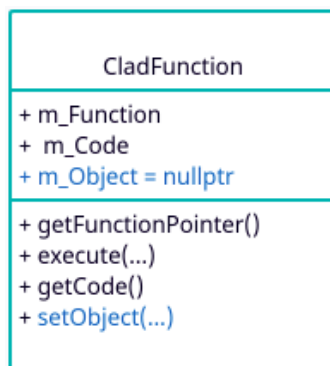 CladFunction
+ m_Function
+ m_Code
+ m_Object = nullptr
+ getFunctionPointer()
+ execute(...)
+ getCode()
+ setObject(...)